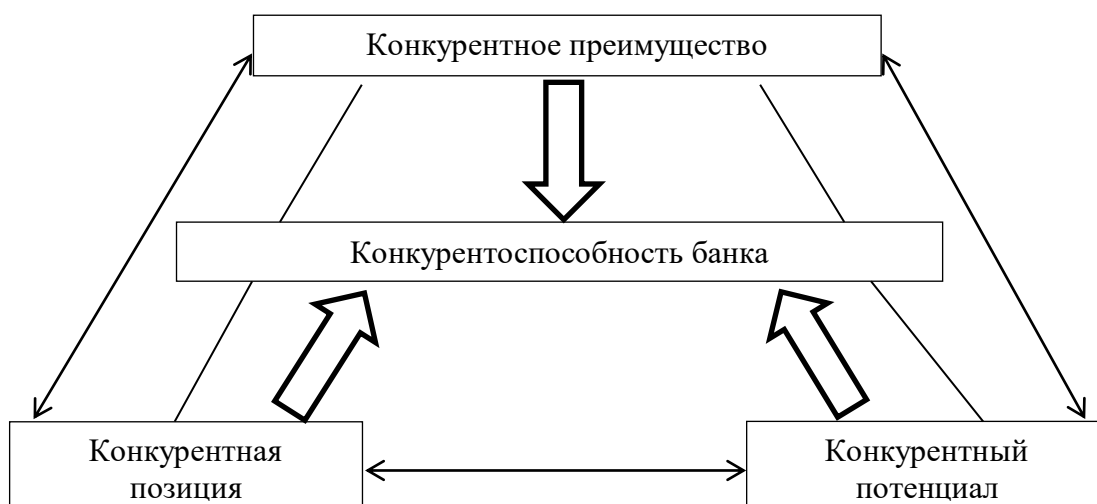 Конкурентное преимущество
Конкурентоспособность банка
Конкурентная
позиция
Конкурентный
потенциал